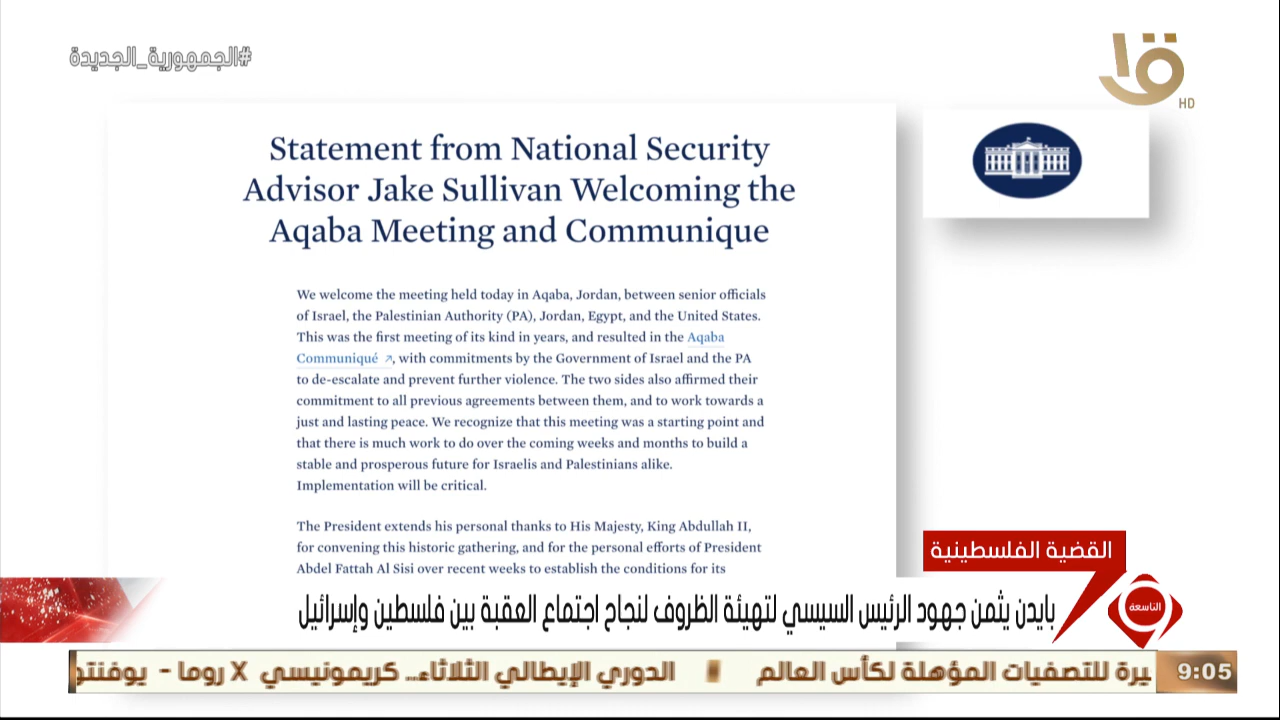 #الجمهورية_الجديدة
HD
Statement from National Security
Advisor Jake Sullivan Welcoming the
Aqaba Meeting and Communique
We welcome the meeting held today in Aqaba, Jordan, between senior officials
of Israel, the Palestinian Authority (PA), Jordan, Egypt, and the United States.
This was the first meeting of its kind in years, and resulted in the Aqaba
Communiqué ↗, with commitments by the Government of Israel and the PA
to de-escalate and prevent further violence. The two sides also affirmed their
commitment to all previous agreements between them, and to work towards a
just and lasting peace. We recognize that this meeting was a starting point and
that there is much work to do over the coming weeks and months to build a
stable and prosperous future for Israelis and Palestinians alike.
Implementation will be critical.
The President extends his personal thanks to His Majesty, King Abdullah II,
for convening this historic gathering, and for the personal efforts of President
Abdel Fattah Al Sisi over recent weeks to establish the conditions for its
القضية الفلسطينية
التاسعة
بايدن يثمن جهود الرئيس السيسي لتهيئة الظروف لنجاح اجتماع العقبة بين فلسطين وإسرائيل
9:05
يرة للتصفيات المؤهلة لكأس العالم
الدوري الإيطالي الثلاثاء.. كريمونيسي X روما - يوفنتو